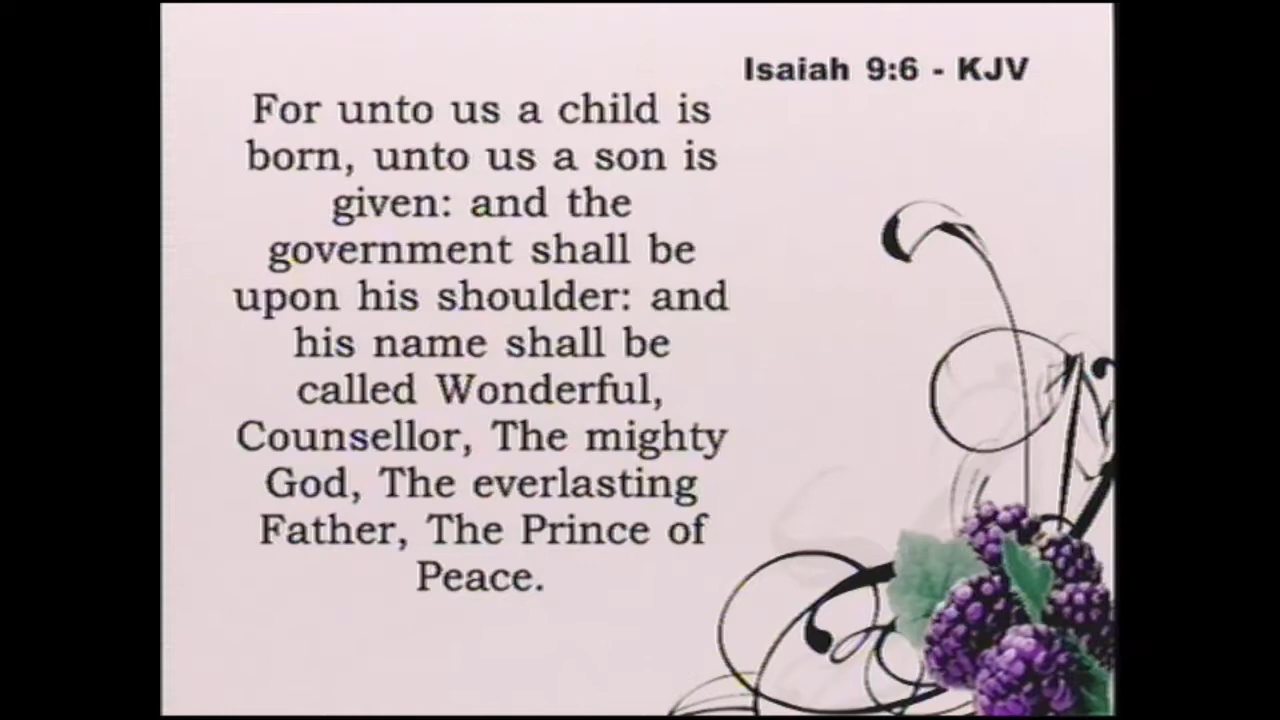 Isaiah 9:6 - KJV
For unto us a child is
born, unto us a son is
given: and the
government shall be
upon his shoulder: and
his name shall be
called Wonderful,
Counsellor, The mighty
God, The everlasting
Father, The Prince of
Peace.